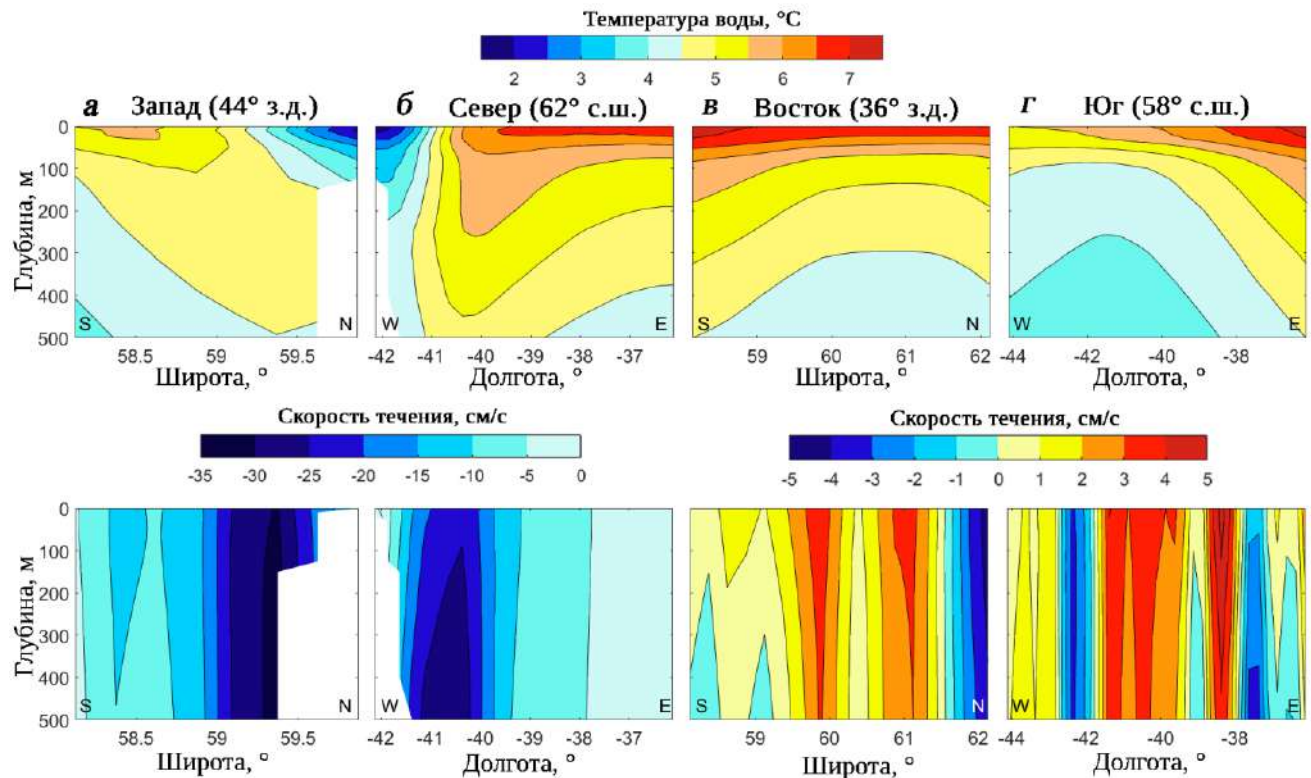 Температура воды, °С
2 3 4 5 6 7
а Запад (44° з.д.) б Север (62° с.ш.) в Восток (36° з.д.) г Юг (58° с.ш.)
Глубина, м
0
100
200
300
400
500
S N W E S N W E
58.5 59 59.5 -42 -41 -40 -39 -38 -37 59 60 61 62 -44 -42 -40 -38
Широта, ° Долгота, ° Широта, ° Долгота, °
Скорость течения, см/с Скорость течения, см/с
-35 -30 -25 -20 -15 -10 -5 0 -5 -4 -3 -2 -1 0 1 2 3 4 5
Глубина, м
0
100
200
300
400
500
S N W E S N W E
58.5 59 59.5 -42 -41 -40 -39 -38 -37 59 60 61 62 -44 -42 -40 -38
Широта, ° Долгота, ° Широта, ° Долгота, °